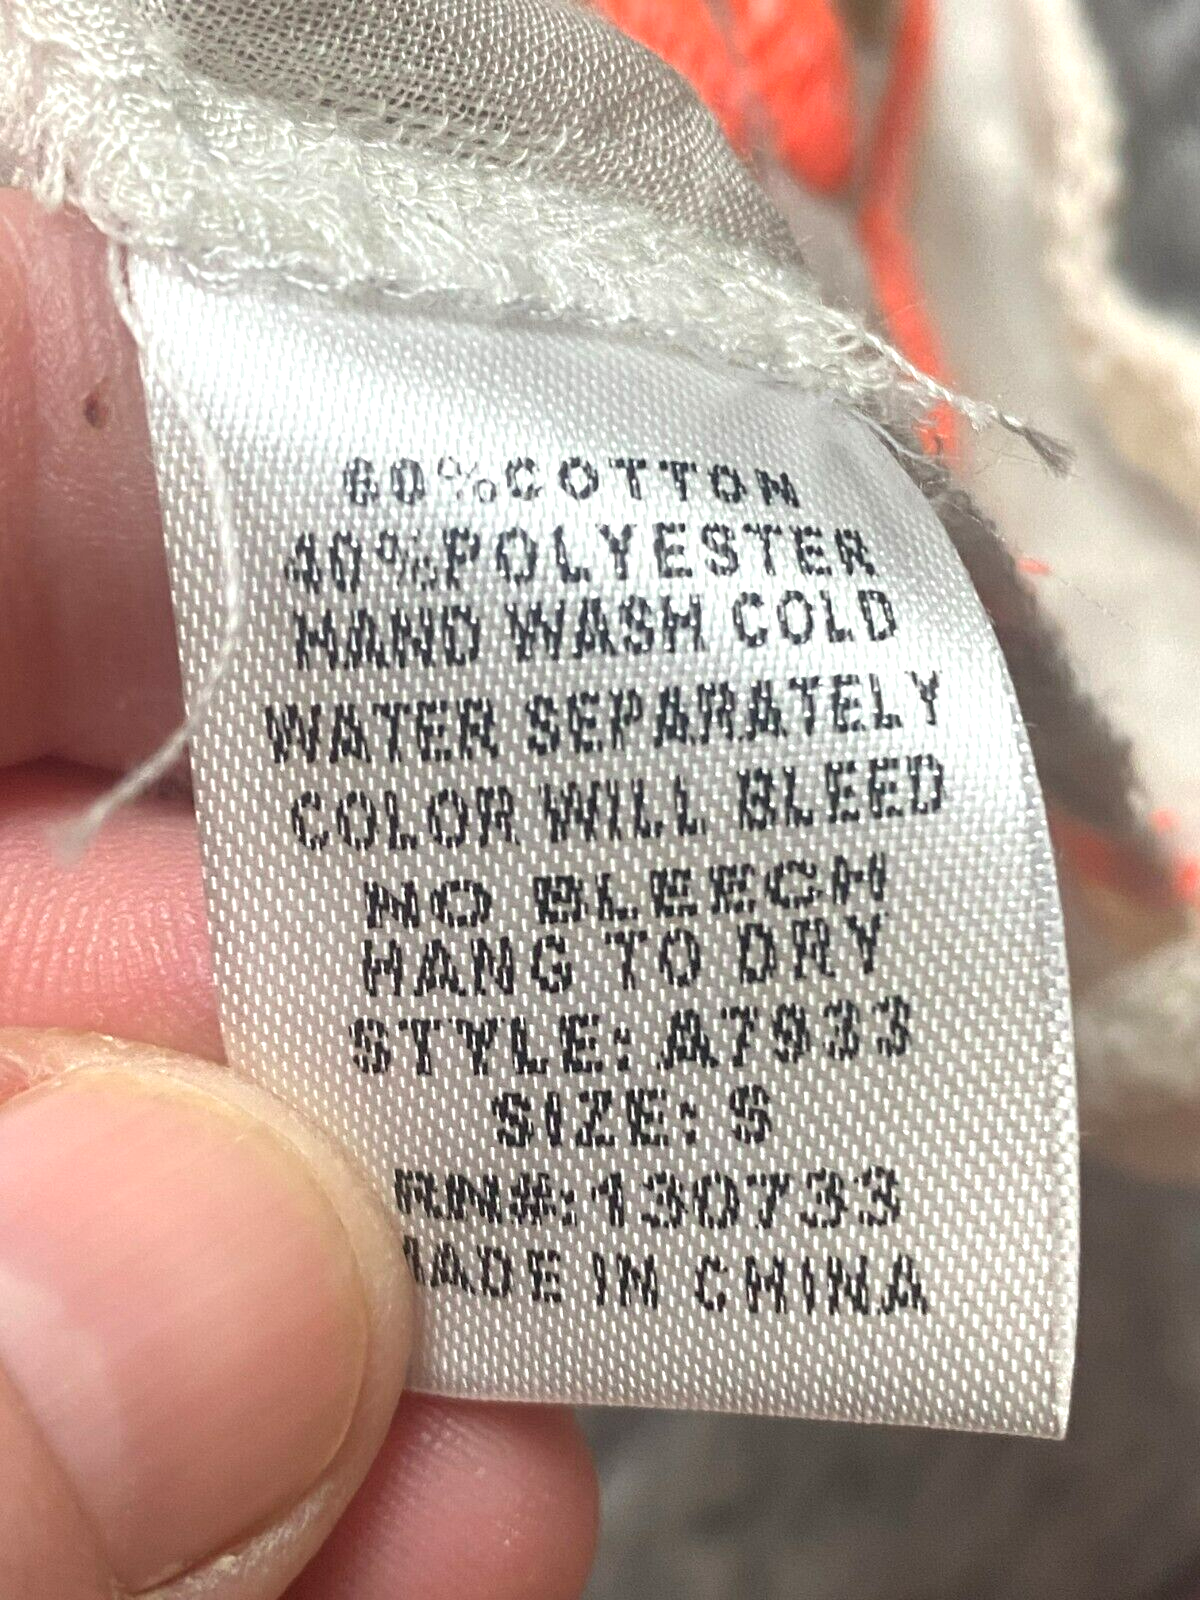 60%COTTON
40%POLYESTER
HAND WASH COLD
WATER SEPARATELY
COLOR WILL BLEED
NO BLEECH
HANG TO DRY
STYLE: A7933
SIZE: S
RN#:130733
MADE IN CHINA